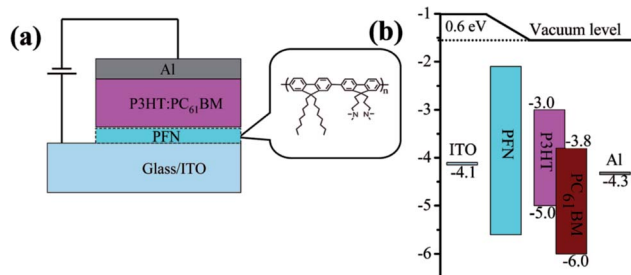 (a)
Al
P3HT:PC61BM
PFN
Glass/ITO
n
N
N
(b)
-1
-2
-3
-4
-5
-6
0.6 eV
Vacuum level
ITO
-4.1
PFN
-3.0
P3HT
-5.0
-3.8
PC61BM
-6.0
Al
-4.3